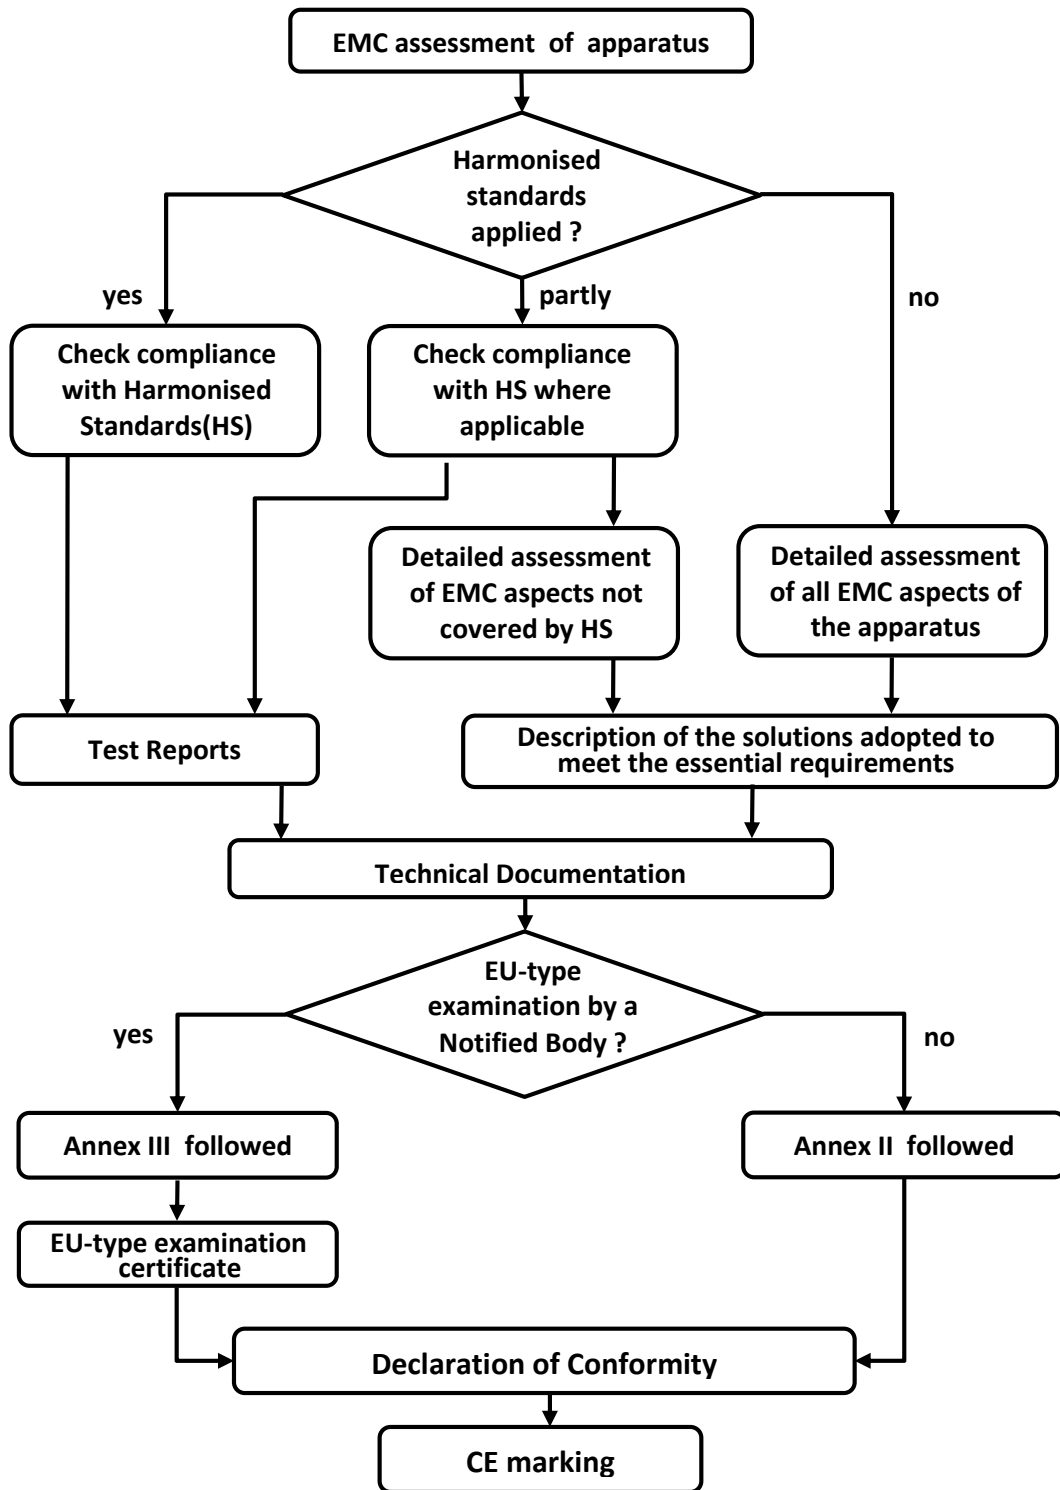 EMC assessment of apparatus
Harmonised
standards
applied ?
yes
partly
no
Check compliance
with Harmonised
Standards(HS)
Check compliance
with HS where
applicable
Detailed assessment
of EMC aspects not
covered by HS
Detailed assessment
of all EMC aspects of
the apparatus
Test Reports
Description of the solutions adopted to
meet the essential requirements
Technical Documentation
EU-type
examination by a
Notified Body ?
yes
no
Annex III followed
Annex II followed
EU-type examination
certificate
Declaration of Conformity
CE marking